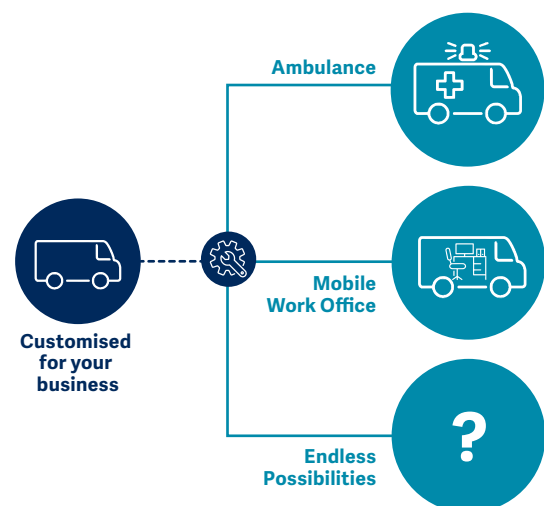 Ambulance
Mobile
Work Office
Customised
for your
business
?
Endless
Possibilities